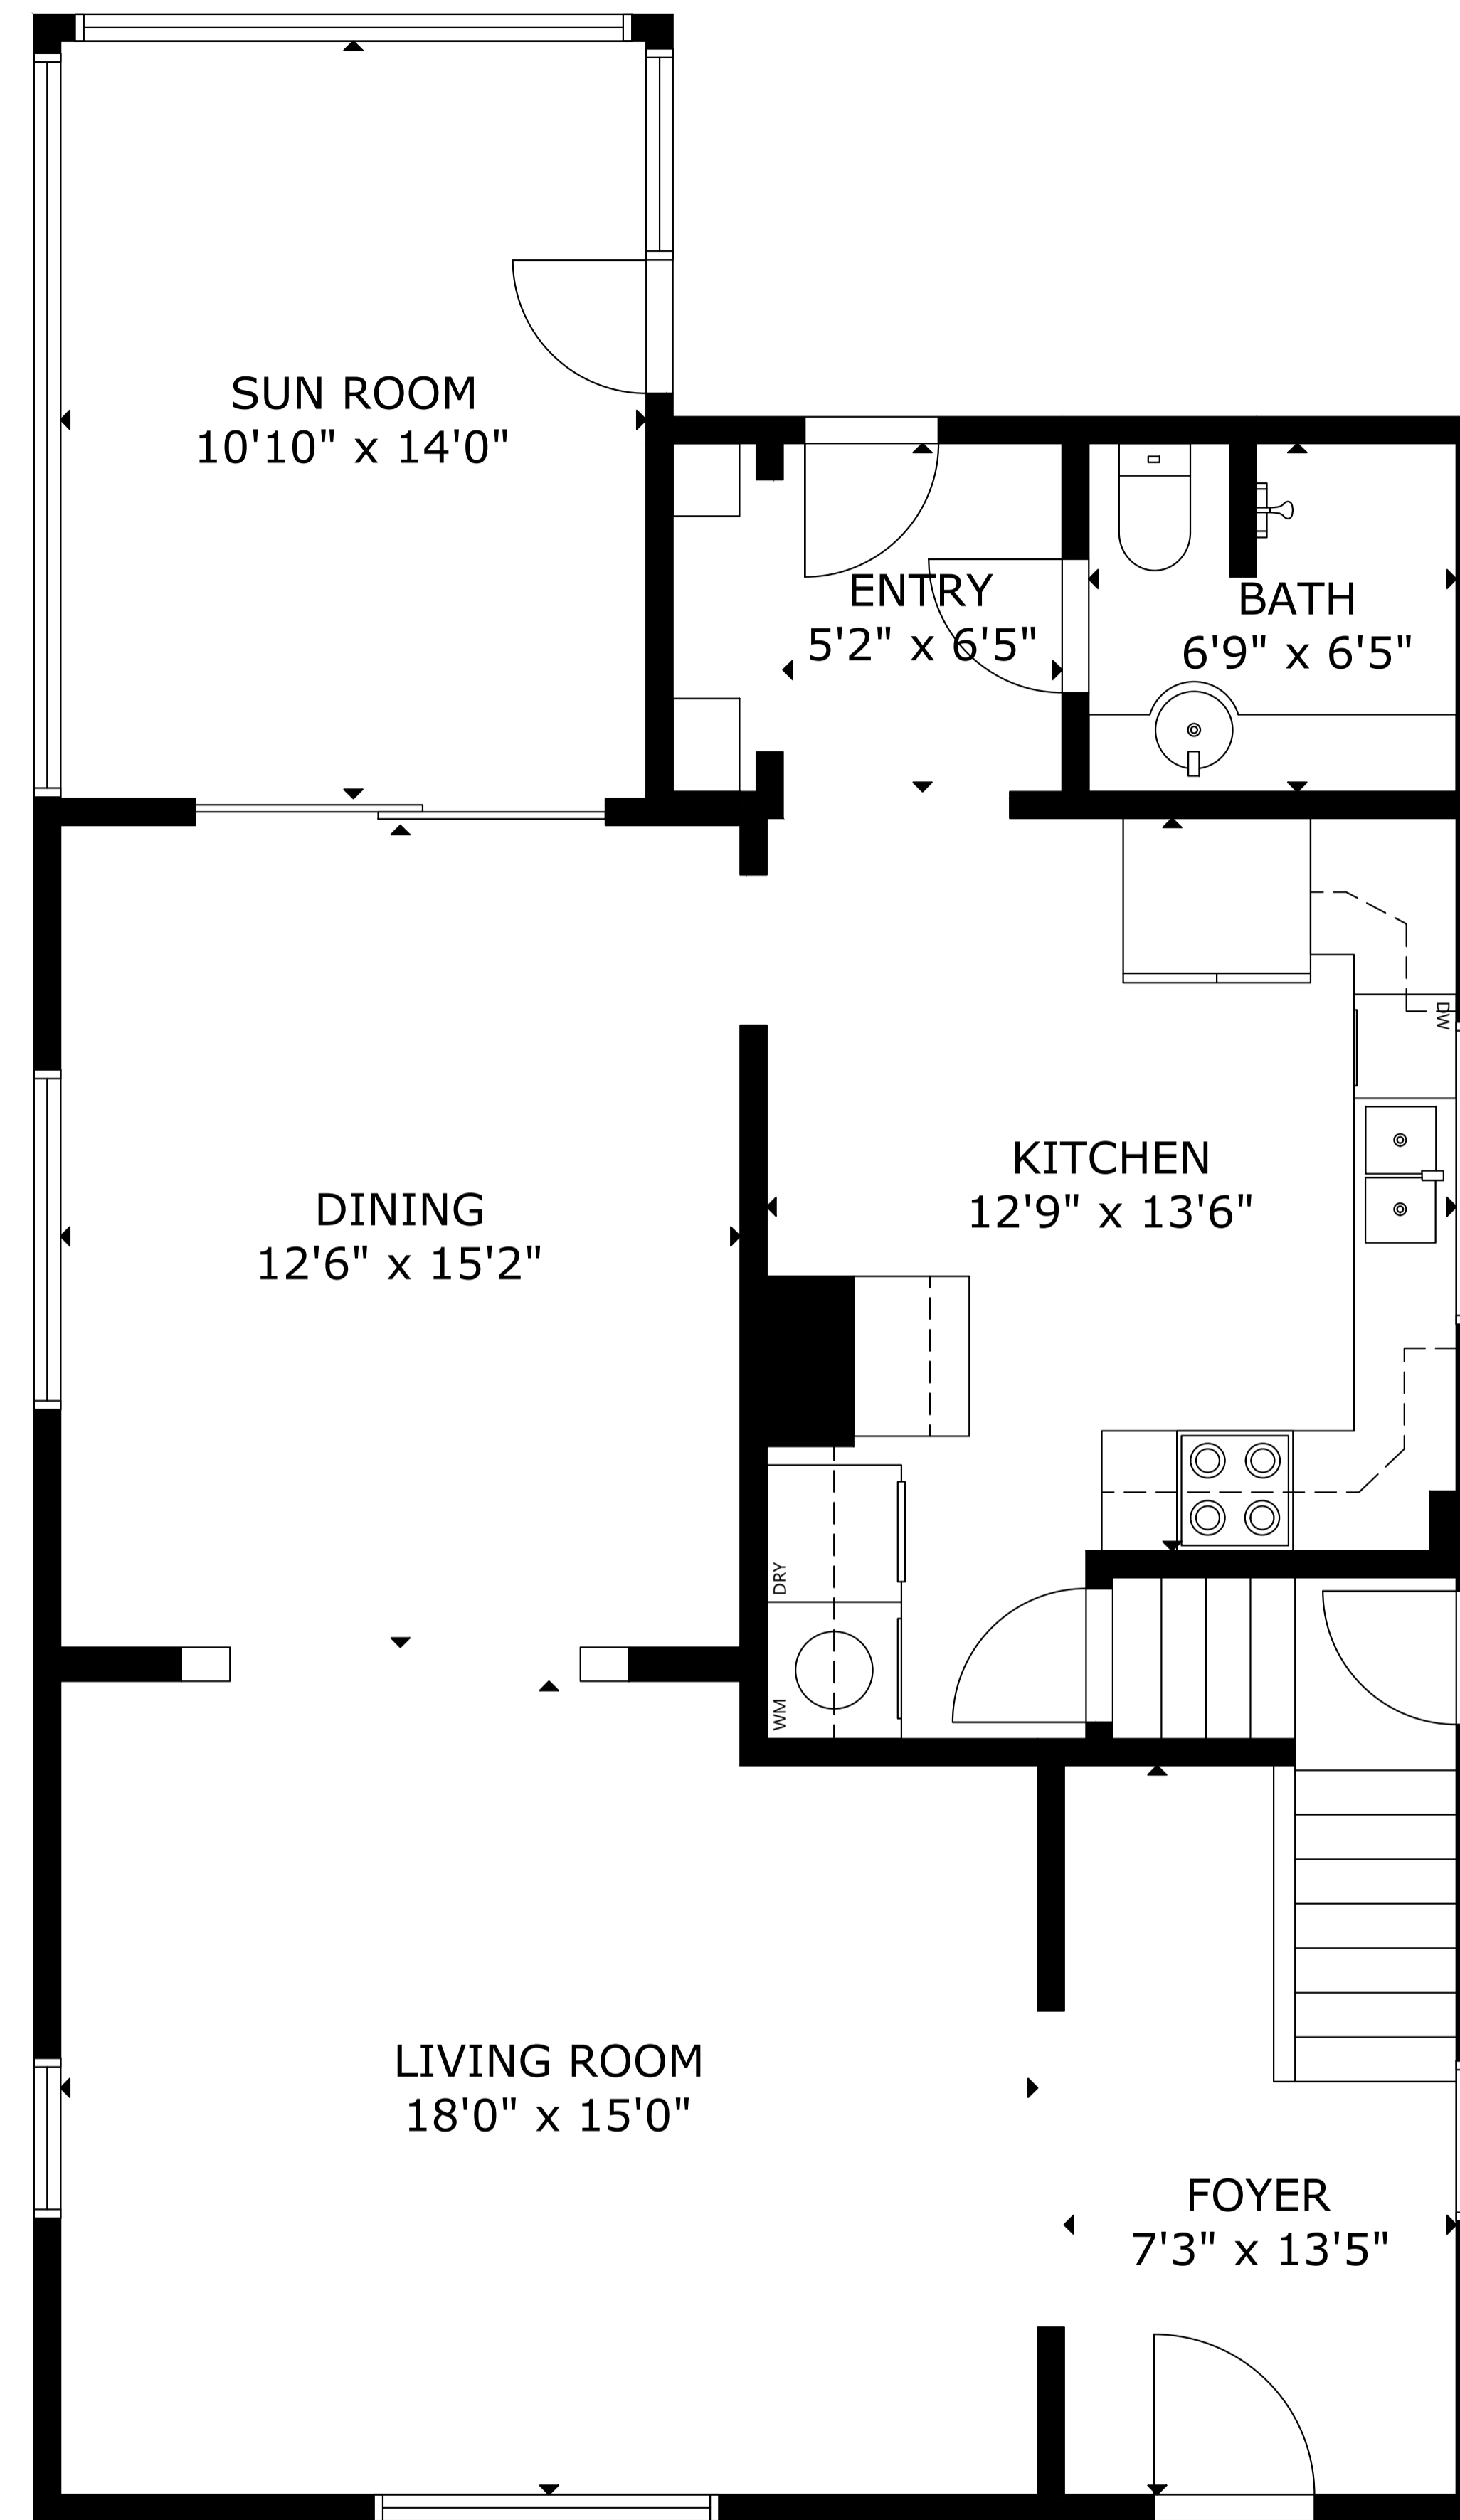 SUN ROOM
10'10" x 14'0"
ENTRY
5'2" x 6'5"
BATH
6'9" x 6'5"
DW
KITCHEN
12'9" x 13'6"
DINING
12'6" x 15'2"
DRY
WM
LIVING ROOM
18'0" x 15'0"
FOYER
7'3" x 13'5"